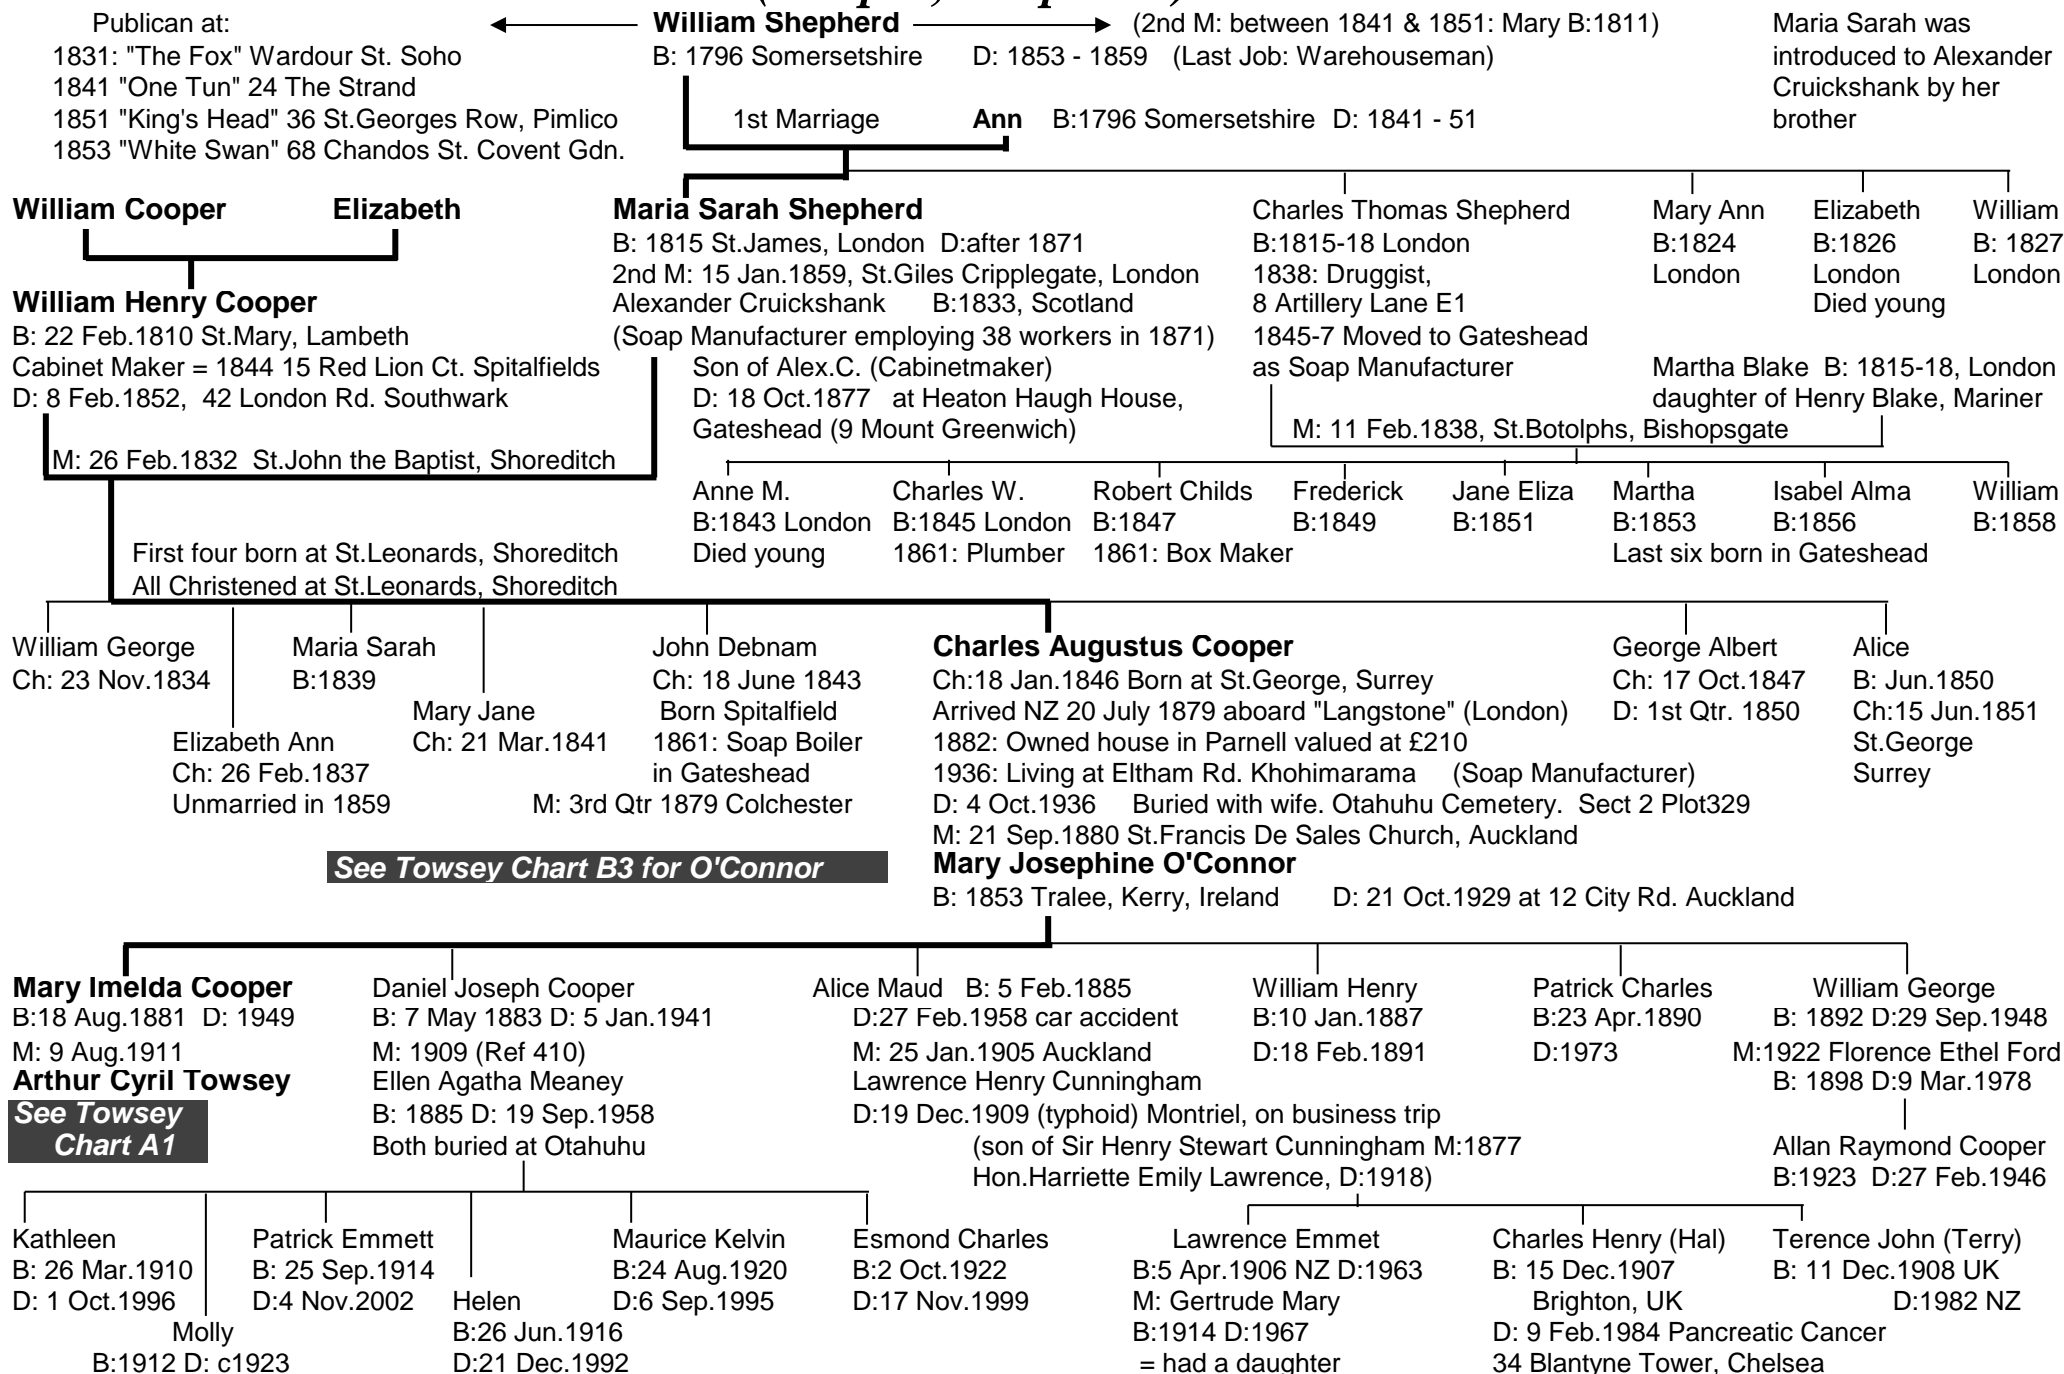 Publican at:
1831: "The Fox" Wardour St. Soho
1841 "One Tun" 24 The Strand
1851 "King's Head" 36 St.Georges Row, Pimlico
1853 "White Swan" 68 Chandos St. Covent Gdn.
William Shepherd
(2nd M: between 1841 & 1851: Mary B:1811)
B: 1796 Somersetshire D: 1853 - 1859 (Last Job: Warehouseman)
1st Marriage Ann B:1796 Somersetshire D: 1841 - 51
Maria Sarah was
introduced to Alexander
Cruickshank by her
brother
William Cooper Elizabeth
William Henry Cooper
B: 22 Feb.1810 St.Mary, Lambeth
Cabinet Maker = 1844 15 Red Lion Ct. Spitalfields
D: 8 Feb.1852, 42 London Rd. Southwark
M: 26 Feb.1832 St.John the Baptist, Shoreditch
Maria Sarah Shepherd
B: 1815 St.James, London D:after 1871
2nd M: 15 Jan.1859, St.Giles Cripplegate, London
Alexander Cruickshank B:1833, Scotland
(Soap Manufacturer employing 38 workers in 1871)
Son of Alex.C. (Cabinetmaker)
D: 18 Oct.1877 at Heaton Haugh House,
Gateshead (9 Mount Greenwich)
Charles Thomas Shepherd
B:1815-18 London
1838: Druggist,
8 Artillery Lane E1
1845-7 Moved to Gateshead
as Soap Manufacturer
Mary Ann
B:1824
London
Elizabeth
B:1826
London
Died young
William
B: 1827
London
Martha Blake B: 1815-18, London
daughter of Henry Blake, Mariner
M: 11 Feb.1838, St.Botolphs, Bishopsgate
Anne M.
B:1843 London
Died young
Charles W.
B:1845 London
1861: Plumber
Robert Childs
B:1847
1861: Box Maker
Frederick
B:1849
Jane Eliza
B:1851
Martha
B:1853
Isabel Alma
B:1856
William
B:1858
Last six born in Gateshead
First four born at St.Leonards, Shoreditch
All Christened at St.Leonards, Shoreditch
William George
Ch: 23 Nov.1834
Elizabeth Ann
Ch: 26 Feb.1837
Unmarried in 1859
Maria Sarah
B:1839
Mary Jane
Ch: 21 Mar.1841
John Debnam
Ch: 18 June 1843
Born Spitalfield
1861: Soap Boiler
in Gateshead
M: 3rd Qtr 1879 Colchester
Charles Augustus Cooper
Ch:18 Jan.1846 Born at St.George, Surrey
Arrived NZ 20 July 1879 aboard "Langstone" (London)
1882: Owned house in Parnell valued at £210
1936: Living at Eltham Rd. Khohimarama (Soap Manufacturer)
D: 4 Oct.1936 Buried with wife. Otahuhu Cemetery. Sect 2 Plot329
M: 21 Sep.1880 St.Francis De Sales Church, Auckland
Mary Josephine O'Connor
B: 1853 Tralee, Kerry, Ireland D: 21 Oct.1929 at 12 City Rd. Auckland
George Albert
Ch: 17 Oct.1847
D: 1st Qtr. 1850
Alice
B: Jun.1850
Ch:15 Jun.1851
St.George
Surrey
See Towsey Chart B3 for O'Connor
Mary Imelda Cooper
B:18 Aug.1881 D: 1949
M: 9 Aug.1911
Arthur Cyril Towsey
See Towsey
Chart A1
Daniel Joseph Cooper
B: 7 May 1883 D: 5 Jan.1941
M: 1909 (Ref 410)
Ellen Agatha Meaney
B: 1885 D: 19 Sep.1958
Both buried at Otahuhu
Alice Maud B: 5 Feb.1885
D:27 Feb.1958 car accident
M: 25 Jan.1905 Auckland
Lawrence Henry Cunningham
D:19 Dec.1909 (typhoid) Montriel, on business trip
(son of Sir Henry Stewart Cunningham M:1877
Hon.Harriette Emily Lawrence, D:1918)
William Henry
B:10 Jan.1887
D:18 Feb.1891
Patrick Charles
B:23 Apr.1890
D:1973
William George
B: 1892 D:29 Sep.1948
M:1922 Florence Ethel Ford
B: 1898 D:9 Mar.1978
Allan Raymond Cooper
B:1923 D:27 Feb.1946
Kathleen
B: 26 Mar.1910
D: 1 Oct.1996
Molly
B:1912 D: c1923
Patrick Emmett
B: 25 Sep.1914
D:4 Nov.2002
Helen
B:26 Jun.1916
D:21 Dec.1992
Maurice Kelvin
B:24 Aug.1920
D:6 Sep.1995
Esmond Charles
B:2 Oct.1922
D:17 Nov.1999
Lawrence Emmet
B:5 Apr.1906 NZ D:1963
M: Gertrude Mary
B:1914 D:1967
= had a daughter
Charles Henry (Hal)
B: 15 Dec.1907
Brighton, UK
D: 9 Feb.1984 Pancreatic Cancer
34 Blantyne Tower, Chelsea
Terence John (Terry)
B: 11 Dec.1908 UK
D:1982 NZ